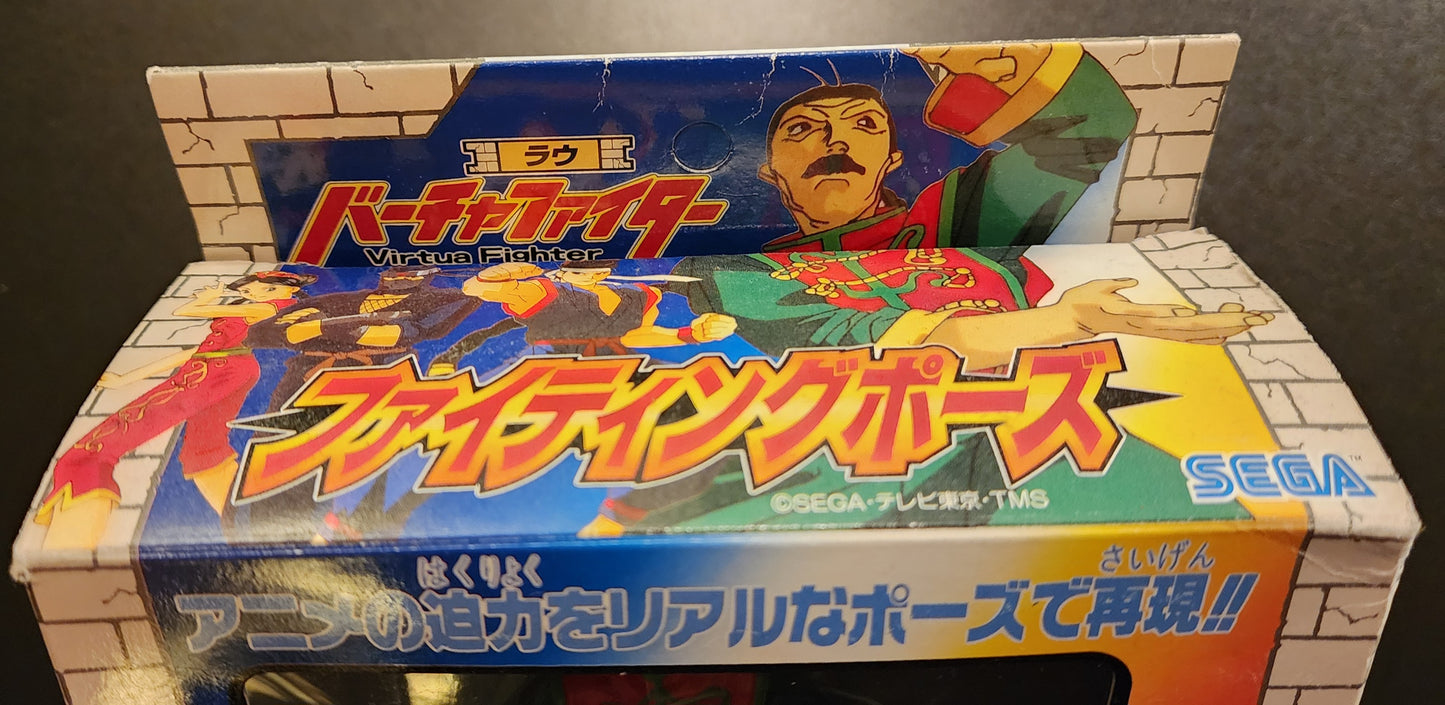 ラウ
バーチャファイター
Virtua Fighter
ファイティングポーズ
SEGA™
©SEGA・テレビ東京・TMS
はくりょく さいげん
アニメの迫力をリアルなポーズで再現!!